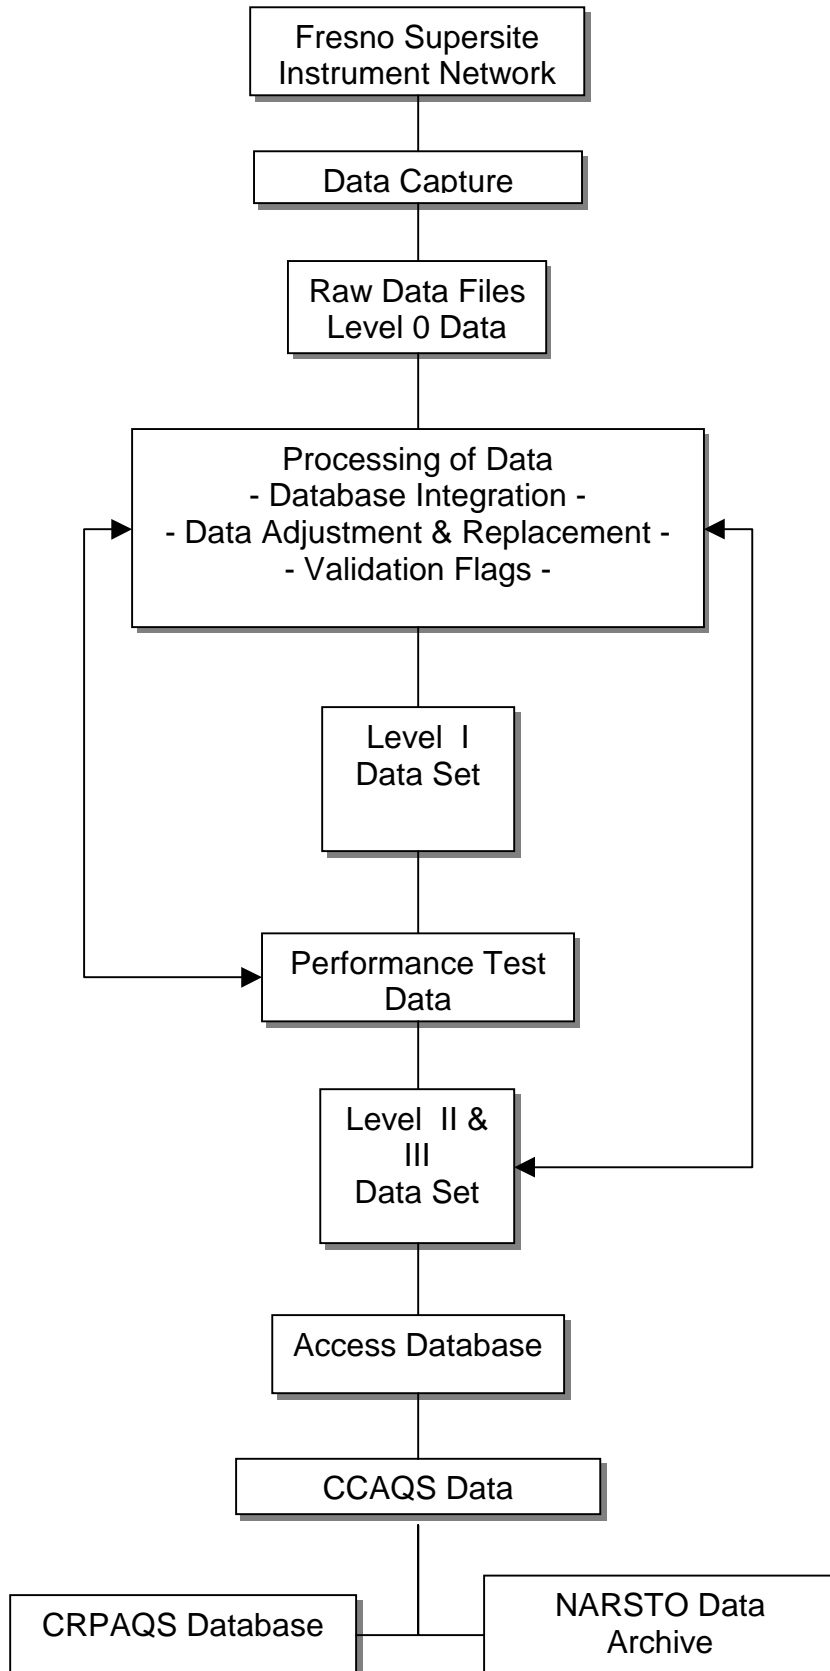 Fresno Supersite
Instrument Network
Data Capture
Raw Data Files
Level 0 Data
Processing of Data
- Database Integration -
- Data Adjustment & Replacement -
- Validation Flags -
Level I
Data Set
Performance Test
Data
Level II &
III
Data Set
Access Database
CCAQS Data
CRPAQS Database
NARSTO Data
Archive